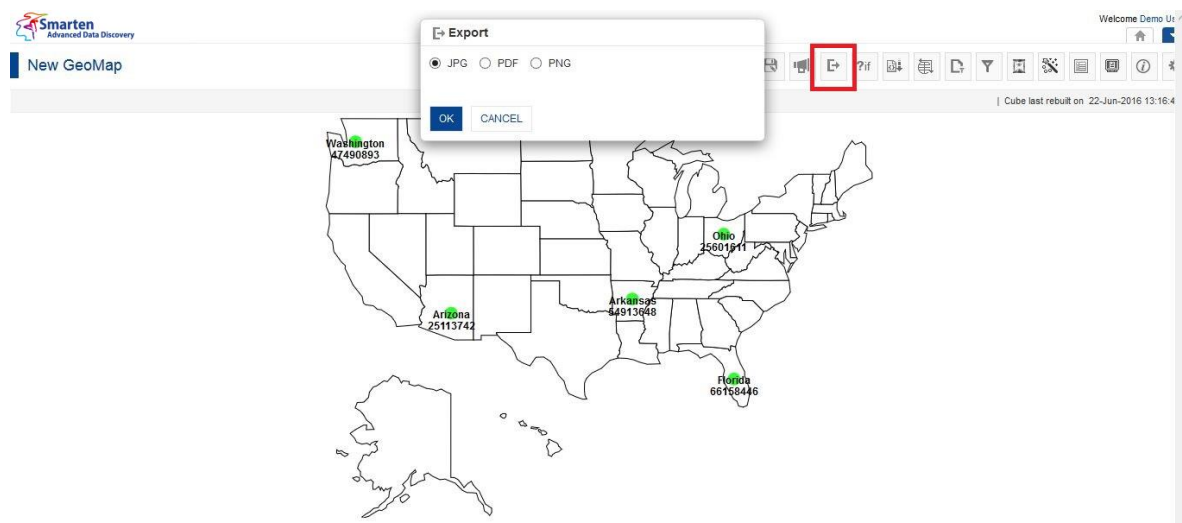 Smarten
Advanced Data Discovery
Welcome Demo Us
New GeoMap
Export
JPG PDF PNG
OK CANCEL
?if
| Cube last rebuilt on 22-Jun-2016 13:16:4
Washington
47490893
Ohio
25601611
Arkansas
54913648
Arizona
25113742
Florida
66158446